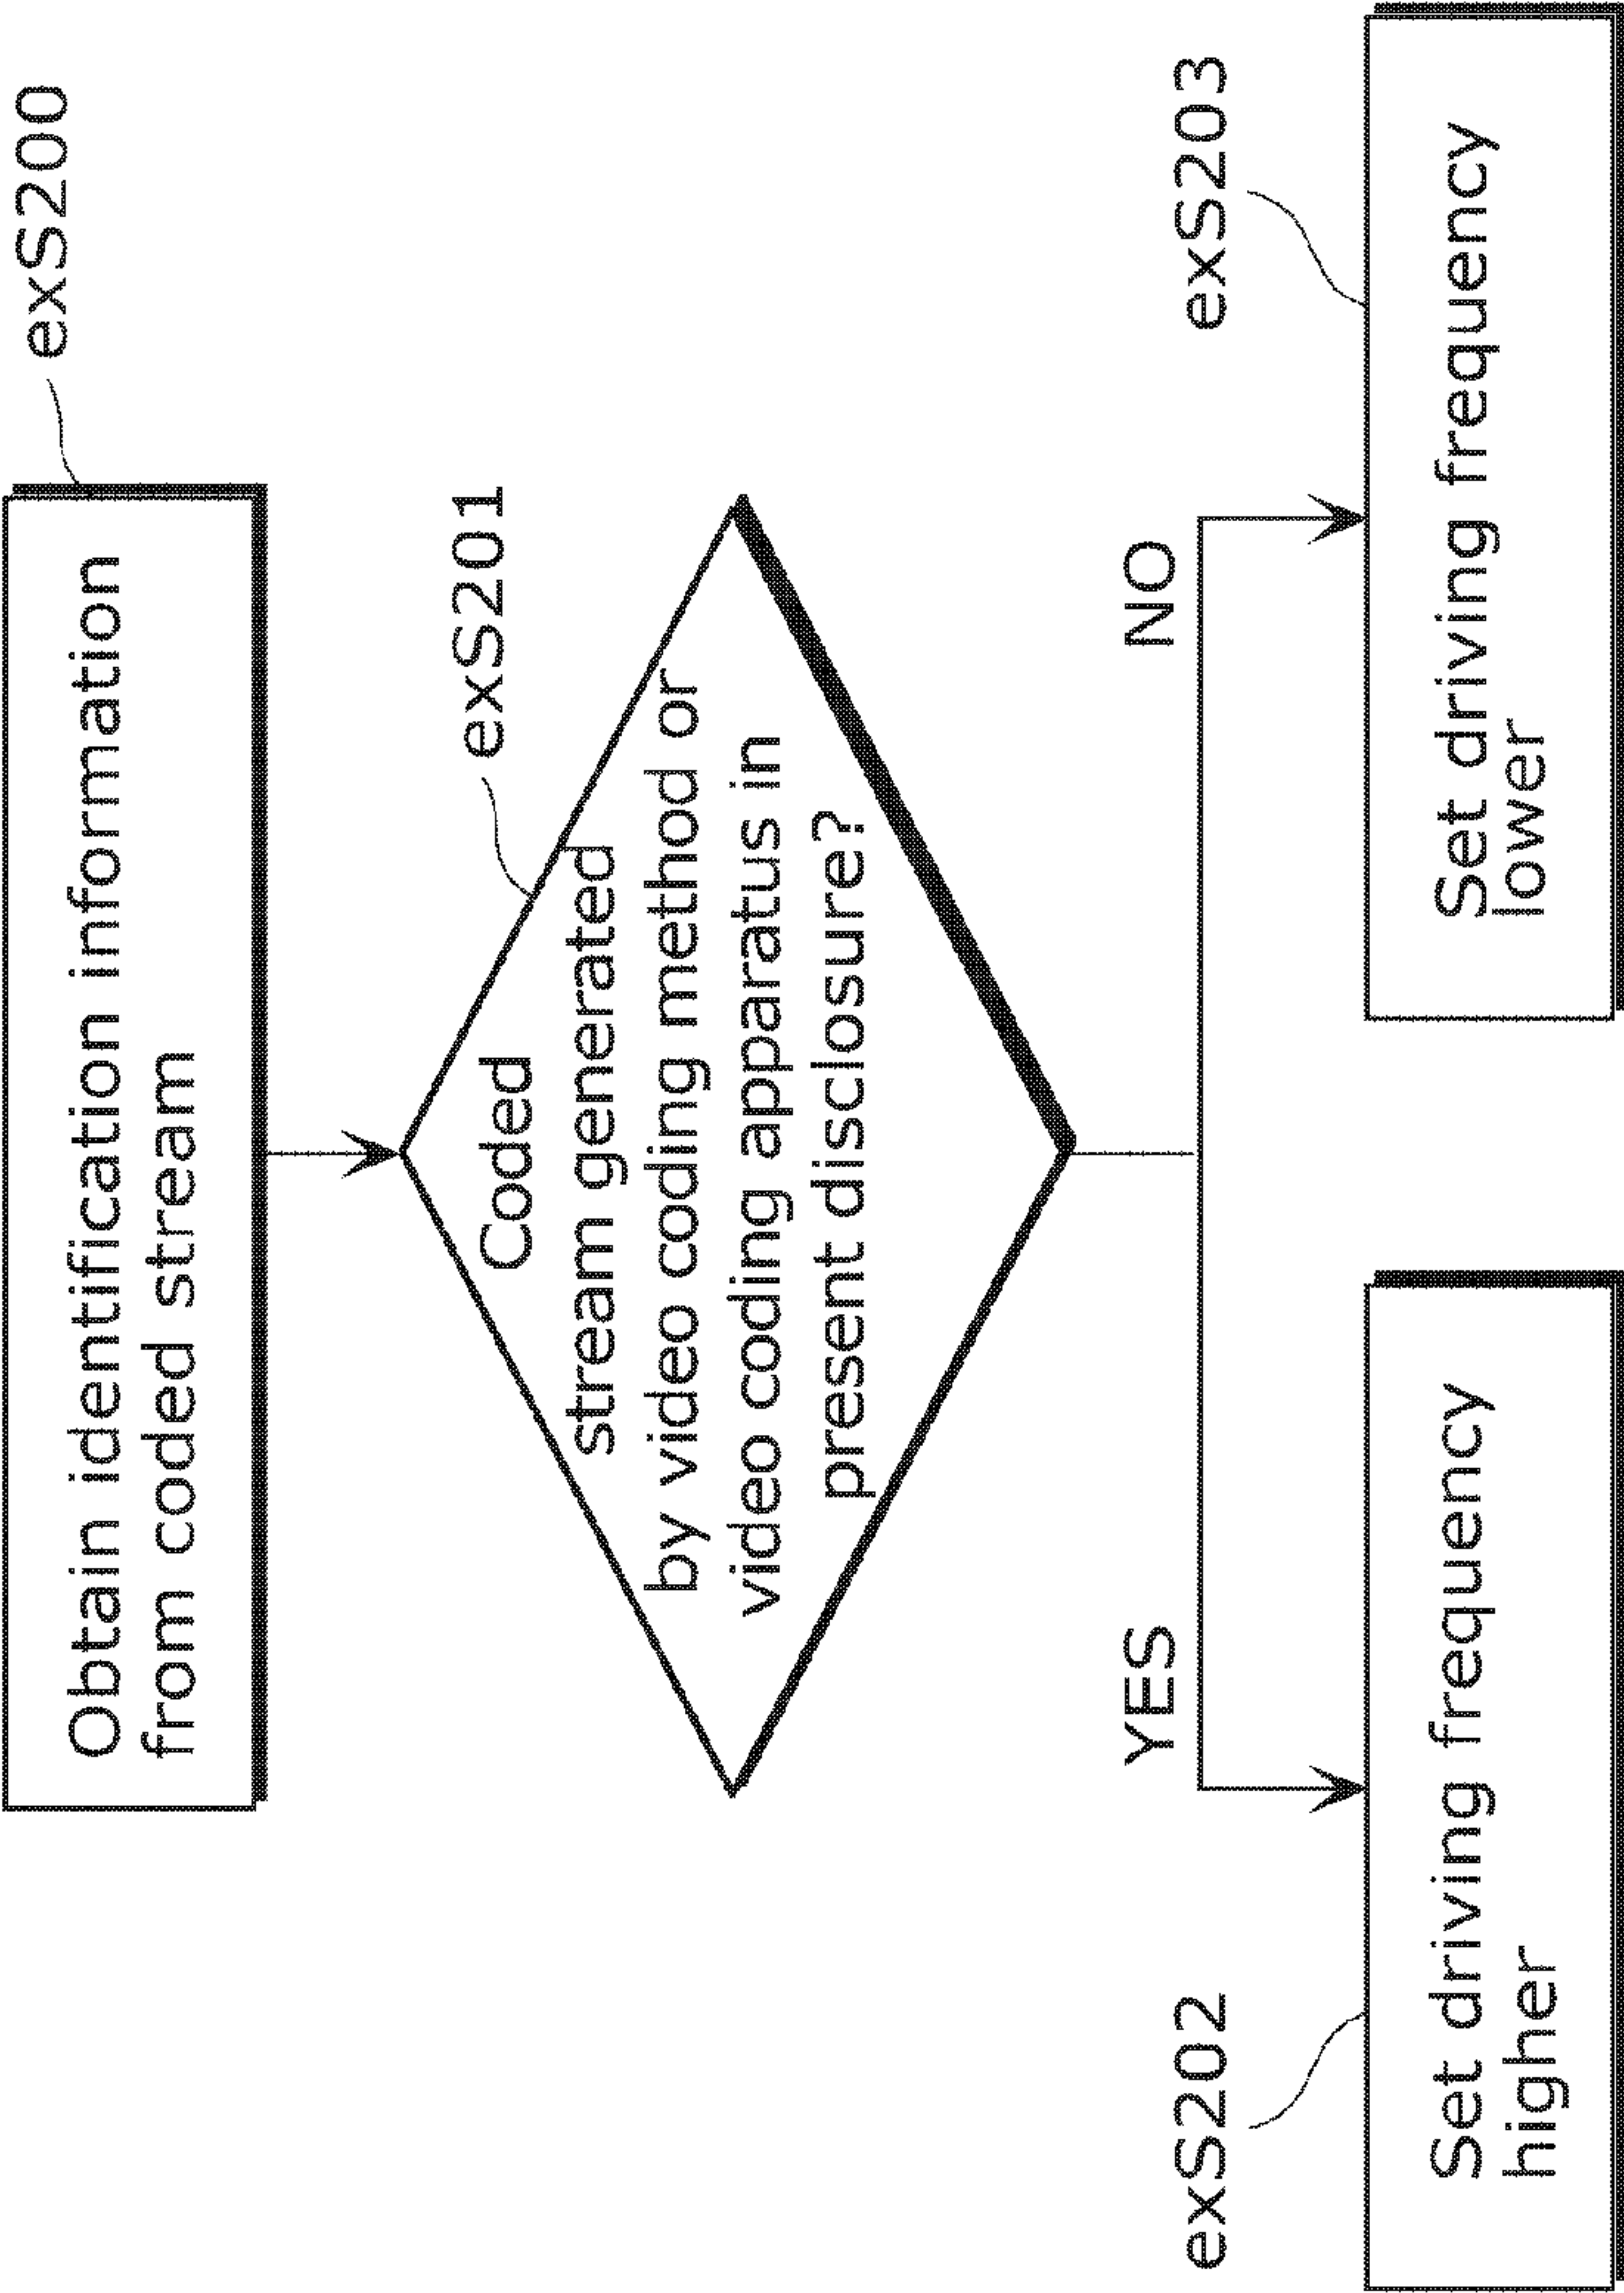 exS200
Obtain identification information
from coded stream
exS201
Coded
stream generated
by video coding method or
video coding apparatus in
present disclosure?
YES
NO
exS202
exS203
Set driving frequency
higher
Set driving frequency
lower